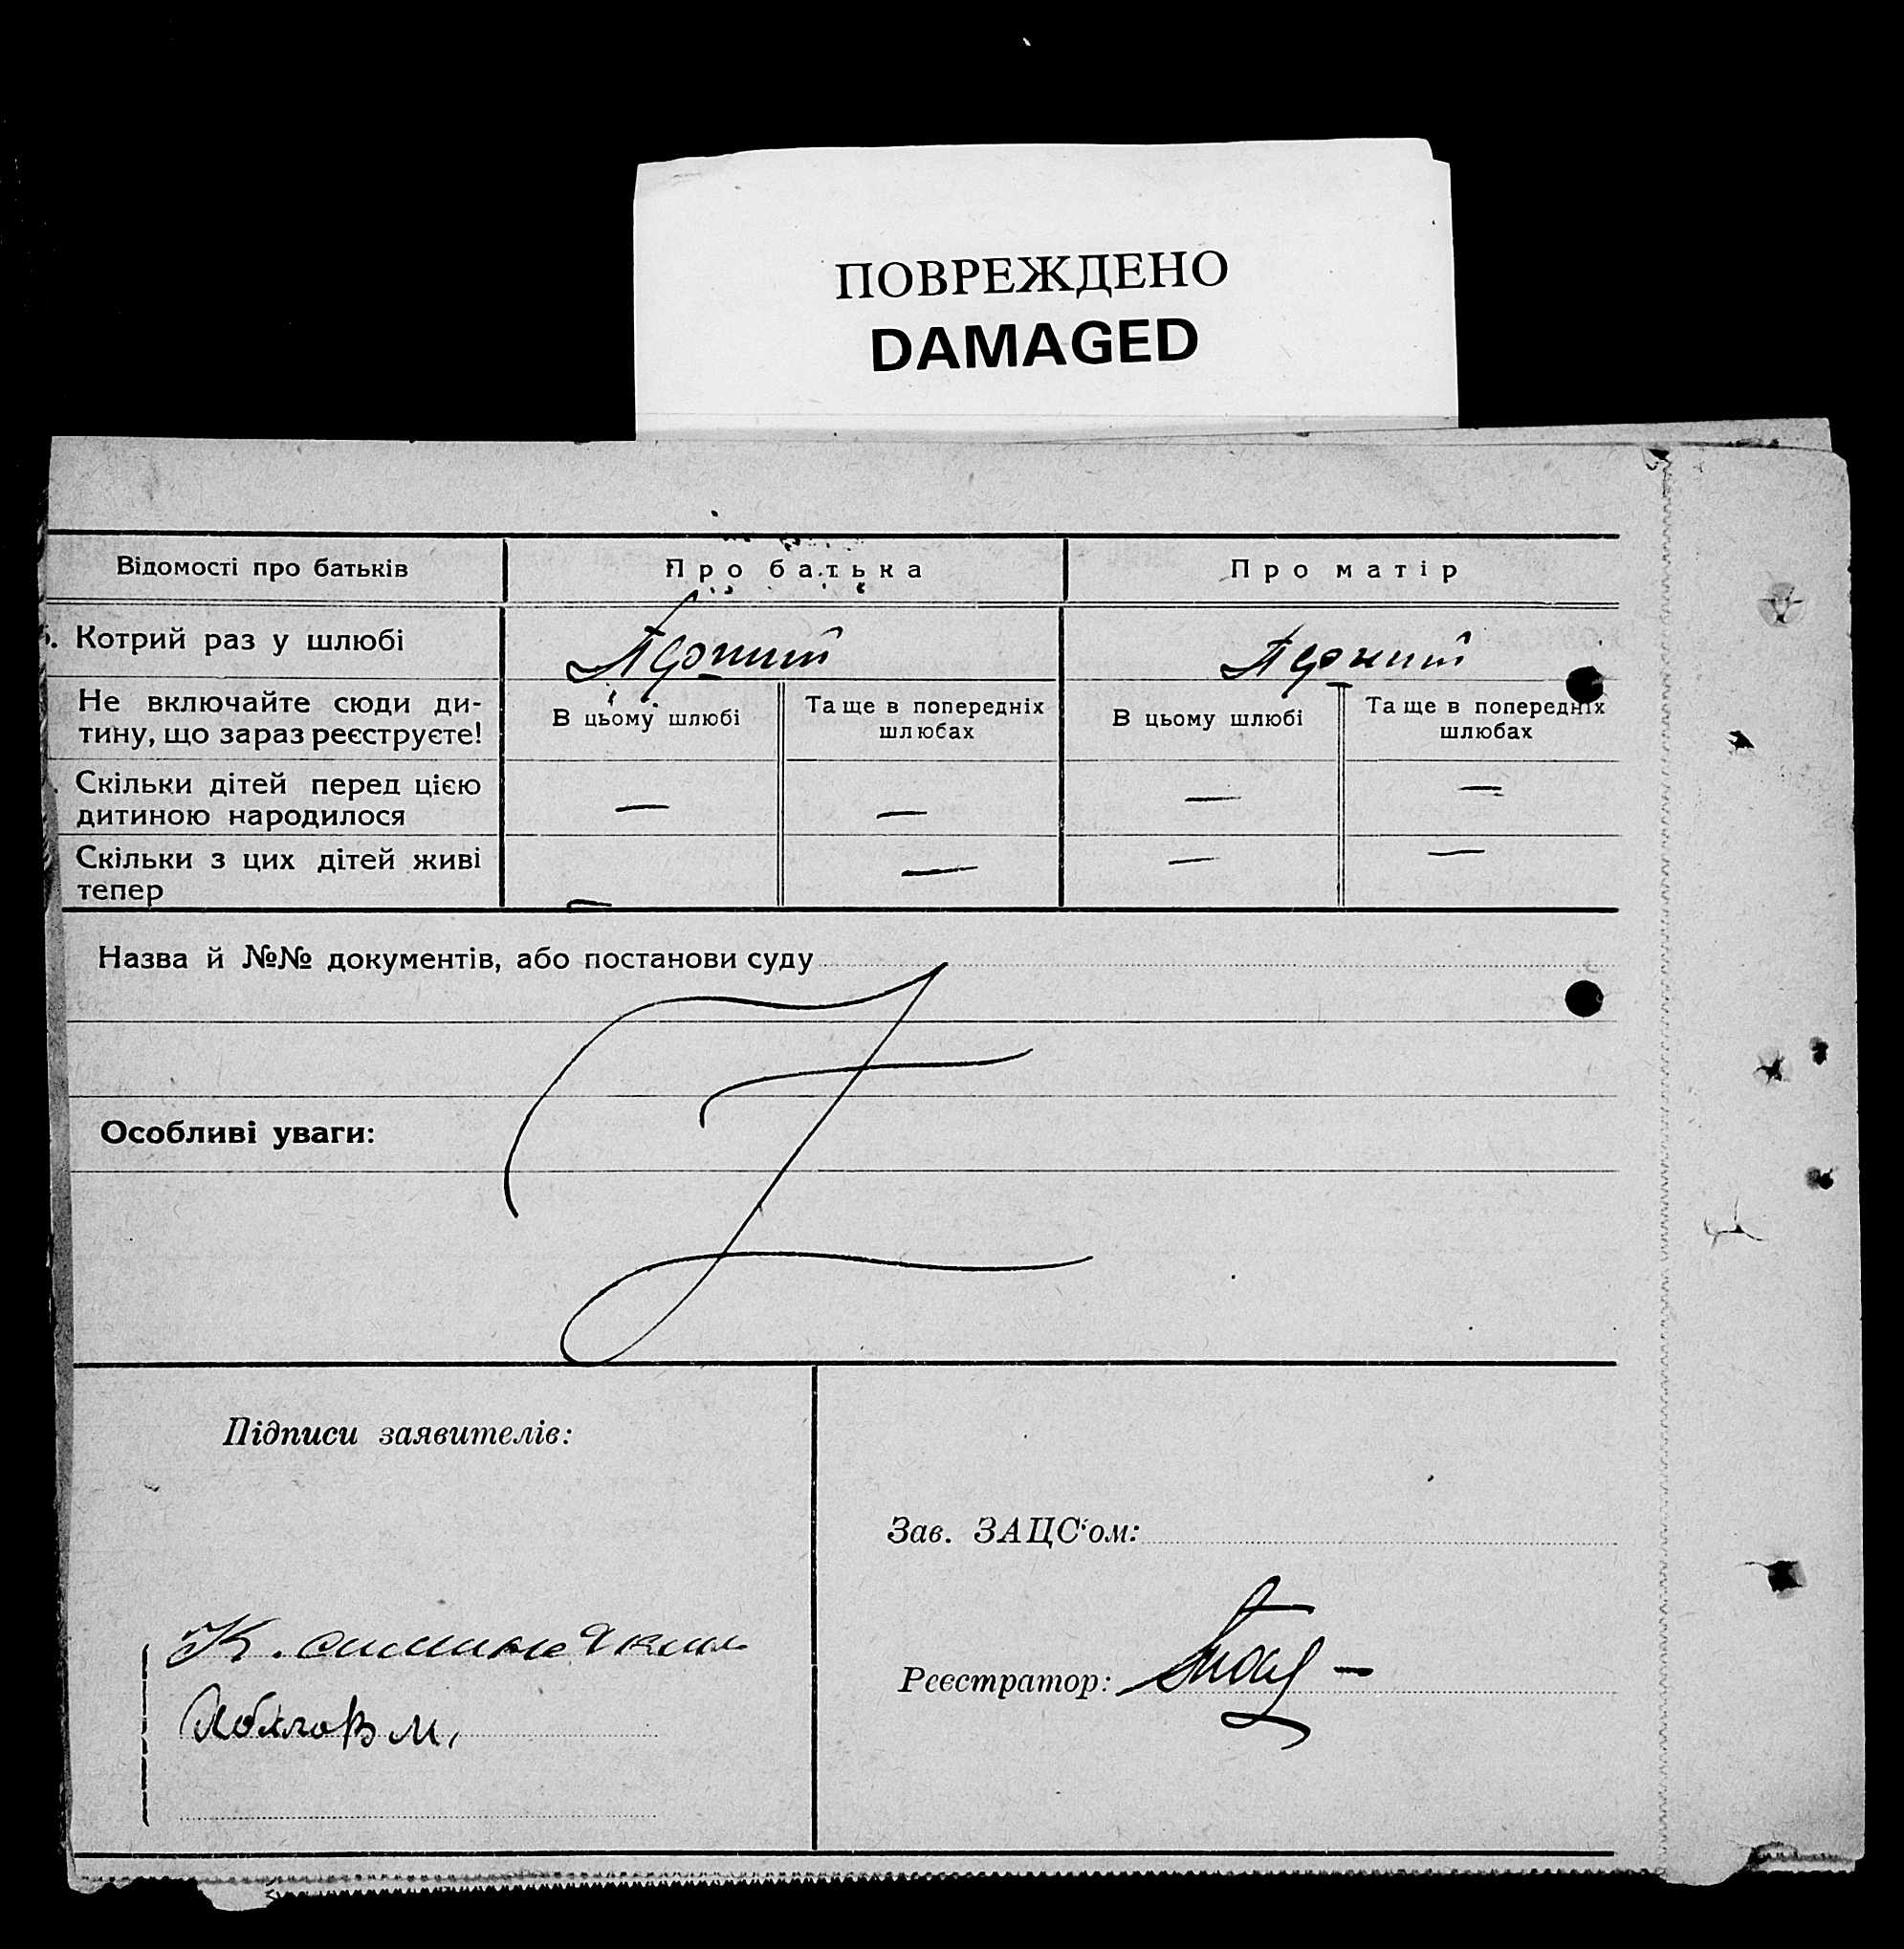 ПОВРЕЖДЕНО
DAMAGED
Відомості про батьків
Про батька
Про матір
Котрий раз у шлюбі
Перший
Перший
Не включайте сюди ди-
тину, що зараз реєструєте!
В цьому шлюбі
Та ще в попередніх
шлюбах
В цьому шлюбі
Та ще в попередніх
шлюбах
Скільки дітей перед цією
дитиною народилося
—
—
—
—
Скільки з цих дітей живі
тепер
—
—
—
—
Назва й №№ документів, або постанови суду
Особливі уваги:
Підписи заявителів:
Зав. ЗАЦС'ом:
К.
Реєстратор:
М.